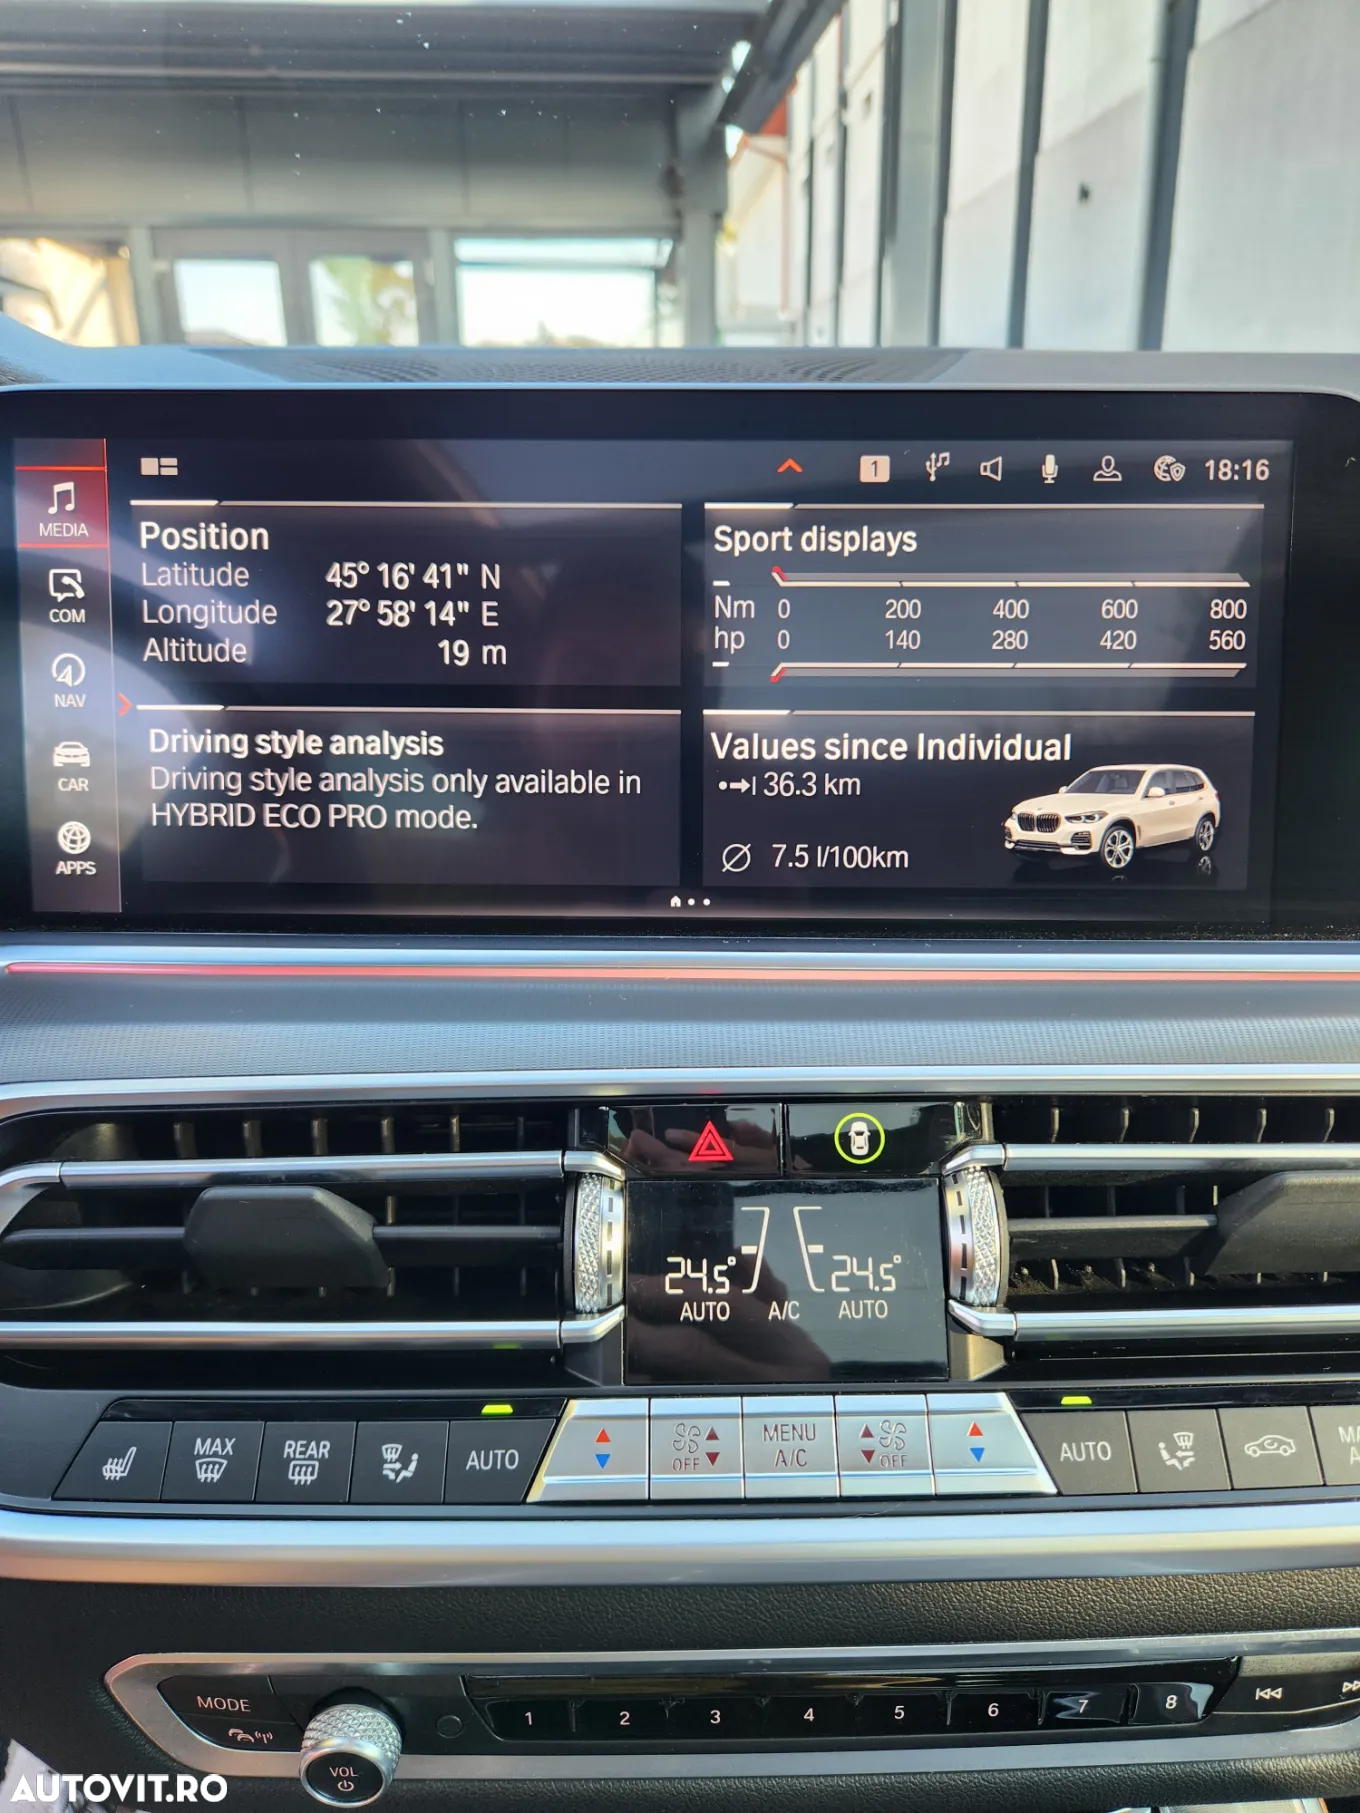 1
18:16
MEDIA
COM
NAV
CAR
APPS
Position
Latitude 45° 16' 41" N
Longitude 27° 58' 14" E
Altitude 19 m
Sport displays
Nm 0 200 400 600 800
hp 0 140 280 420 560
Driving style analysis
Driving style analysis only available in
HYBRID ECO PRO mode.
Values since Individual
36.3 km
7.5 l/100km
24.5° 24.5°
AUTO A/C AUTO
MAX
REAR
AUTO
OFF
MENU
A/C
OFF
AUTO
MODE
VOL
1 2 3 4 5 6 7 8
AUTOVIT.RO